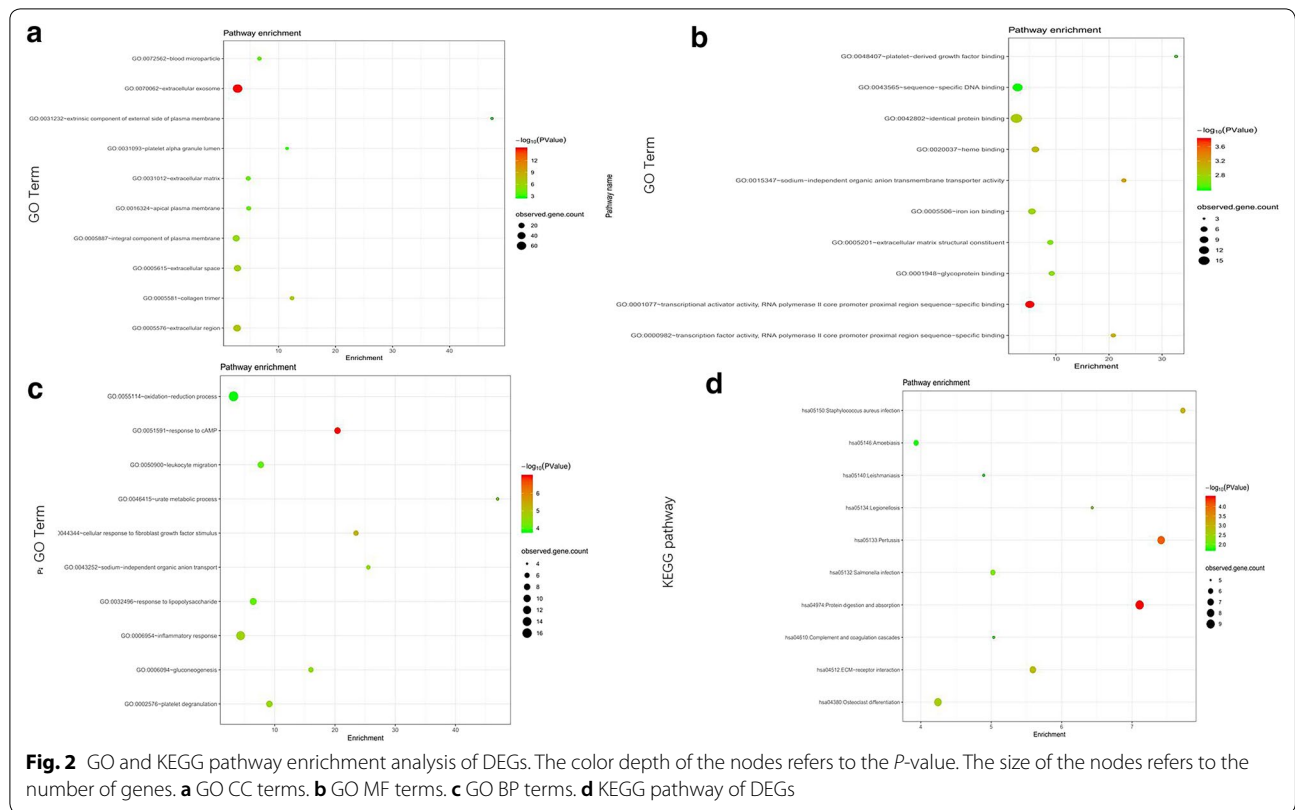 a
Pathway enrichment
GO:0072562~blood microparticle
GO:0070062~extracellular exosome
GO:0031232~extrinsic component of external side of plasma membrane
GO:0031093~platelet alpha granule lumen
GO:0031012~extracellular matrix
GO:0016324~apical plasma membrane
GO:0005887~integral component of plasma membrane
GO:0005615~extracellular space
GO:0005581~collagen trimer
GO:0005576~extracellular region
GO Term
10 20 30 40
Enrichment
−log10(PValue)
12
9
6
3
observed.gene.count
20
40
60
b
Pathway enrichment
GO:0048407~platelet-derived growth factor binding
GO:0043565~sequence-specific DNA binding
GO:0042802~identical protein binding
GO:0020037~heme binding
GO:0015347~sodium-independent organic anion transmembrane transporter activity
GO:0005506~iron ion binding
GO:0005201~extracellular matrix structural constituent
GO:0001948~glycoprotein binding
GO:0001077~transcriptional activator activity, RNA polymerase II core promoter proximal region sequence-specific binding
GO:0000982~transcription factor activity, RNA polymerase II core promoter proximal region sequence-specific binding
Pathway name
GO Term
10 20 30
Enrichment
−log10(PValue)
3.6
3.2
2.8
observed.gene.count
3
6
9
12
15
c
Pathway enrichment
GO:0055114~oxidation-reduction process
GO:0051591~response to cAMP
GO:0050900~leukocyte migration
GO:0046415~urate metabolic process
O044344~cellular response to fibroblast growth factor stimulus
GO:0043252~sodium-independent organic anion transport
GO:0032496~response to lipopolysaccharide
GO:0006954~inflammatory response
GO:0006094~gluconeogenesis
GO:0002576~platelet degranulation
GO Term
10 20 30 40
Enrichment
−log10(PValue)
6
5
4
observed.gene.count
4
6
8
10
12
14
16
d
Pathway enrichment
hsa05150:Staphylococcus aureus infection
hsa05146:Amoebiasis
hsa05140:Leishmaniasis
hsa05134:Legionellosis
hsa05133:Pertussis
hsa05132:Salmonella infection
hsa04974:Protein digestion and absorption
hsa04610:Complement and coagulation cascades
hsa04512:ECM-receptor interaction
hsa04380:Osteoclast differentiation
KEGG pathway
4 5 6 7
Enrichment
−log10(PValue)
4.0
3.5
3.0
2.5
2.0
observed.gene.count
5
6
7
8
9
Fig. 2 GO and KEGG pathway enrichment analysis of DEGs. The color depth of the nodes refers to the P-value. The size of the nodes refers to the
number of genes. a GO CC terms. b GO MF terms. c GO BP terms. d KEGG pathway of DEGs